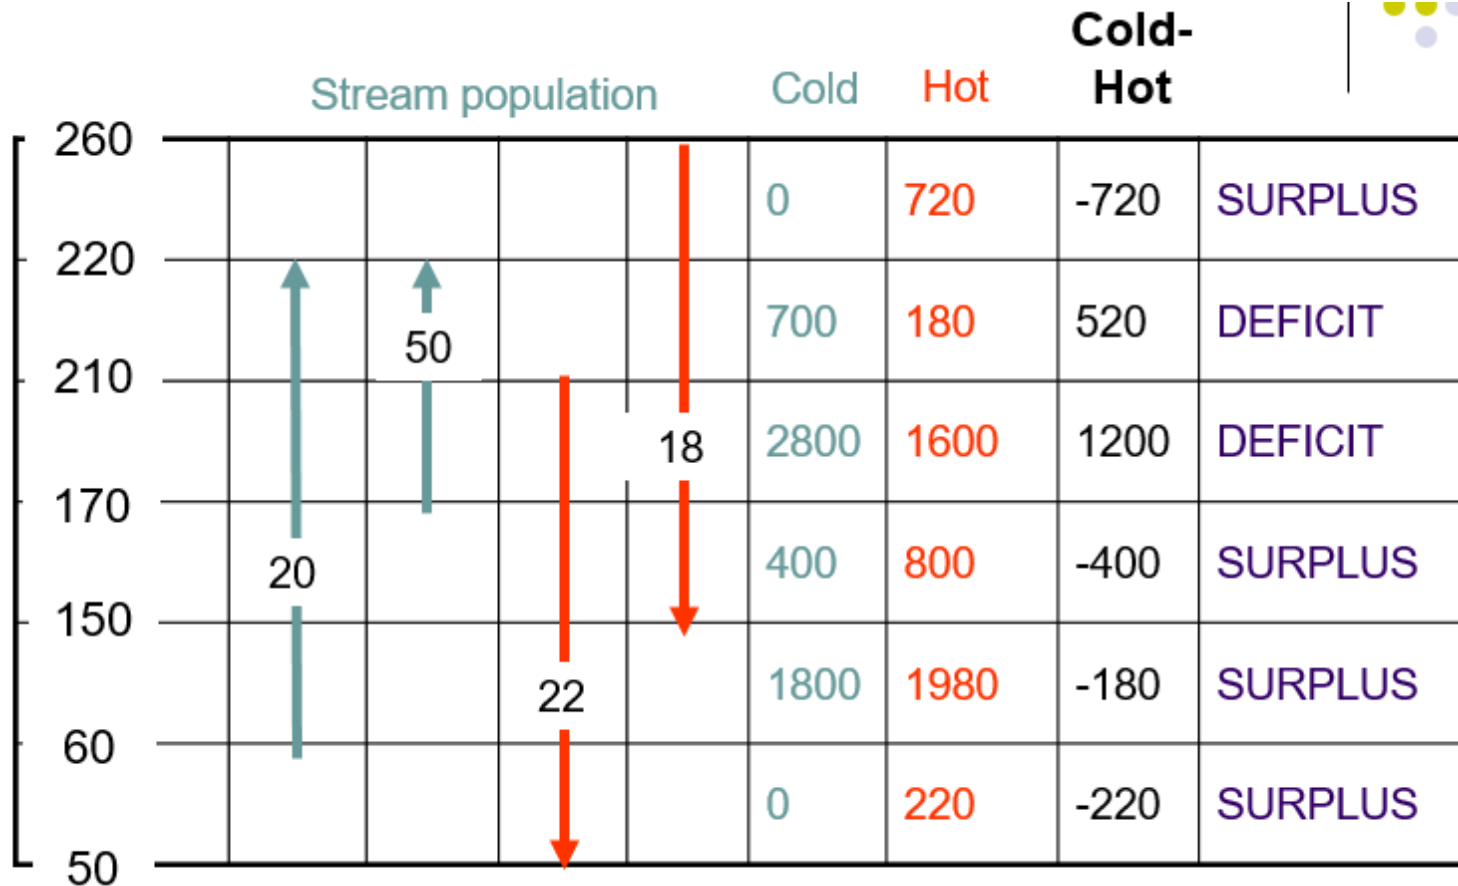 Cold-
Stream population Cold Hot Hot
260
0 720 -720 SURPLUS
220
700 180 520 DEFICIT
50
210
2800 1600 1200 DEFICIT
18
170
400 800 -400 SURPLUS
20
150
1800 1980 -180 SURPLUS
22
60
0 220 -220 SURPLUS
50